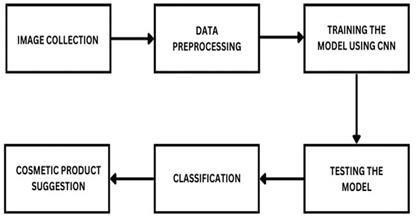 IMAGE COLLECTION
DATA
PREPROCESSING
TRAINING THE
MODEL USING CNN
TESTING THE
MODEL
CLASSIFICATION
COSMETIC PRODUCT
SUGGESTION